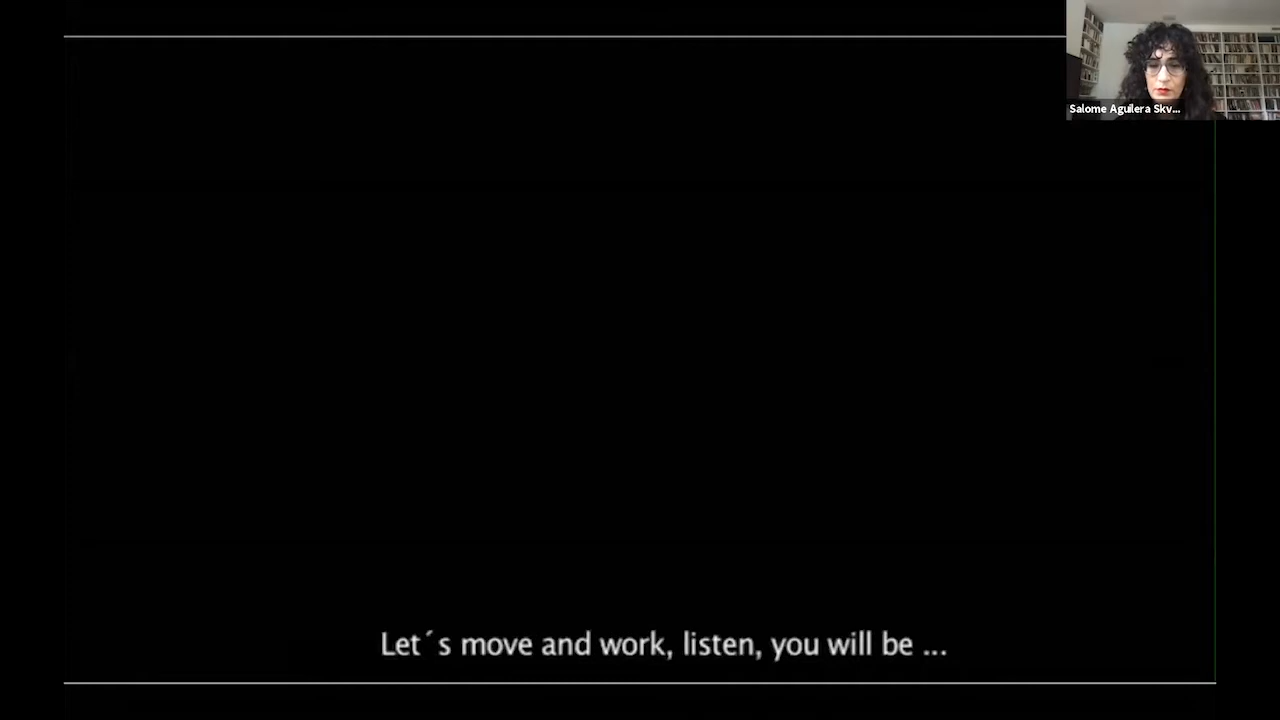 Salome Aguilera Skv...
Let´s move and work, listen, you will be ...